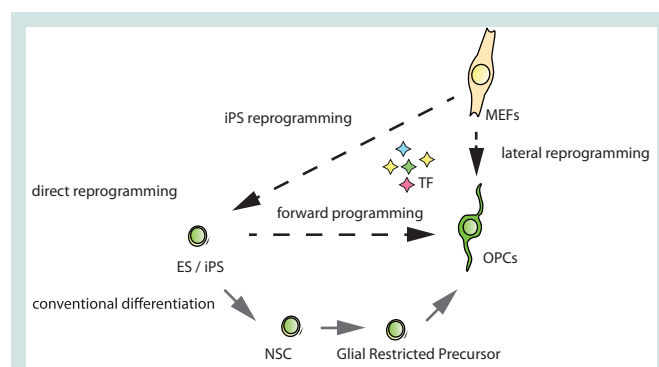 MEFs
iPS reprogramming
lateral reprogramming
TF
direct reprogramming
forward programming
ES / iPS
OPCs
conventional differentiation
NSC
Glial Restricted Precursor